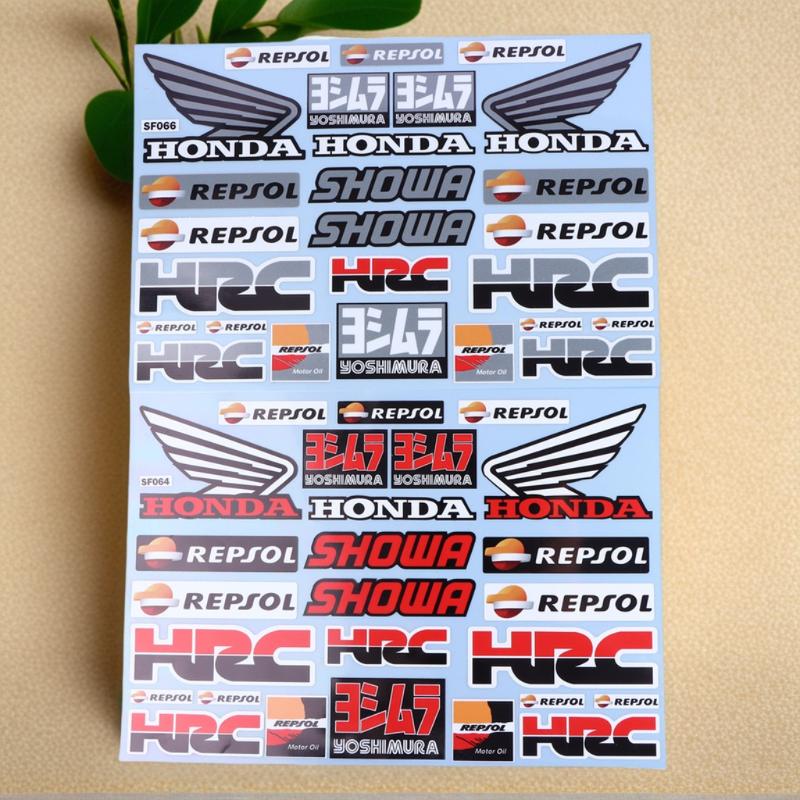 REPSOL REPSOL REPSOL
ヨシムラ ヨシムラ
YOSHIMURA YOSHIMURA
SF066
HONDA HONDA HONDA
REPSOL SHOWA REPSOL
REPSOL SHOWA REPSOL
HRC HRC HRC
REPSOL REPSOL REPSOL REPSOL
HRC REPSOL ヨシムラ REPSOL HRC
Motor Oil YOSHIMURA Motor Oil
REPSOL REPSOL REPSOL
ヨシムラ ヨシムラ
SF064 YOSHIMURA YOSHIMURA
HONDA HONDA HONDA
REPSOL SHOWA REPSOL
REPSOL SHOWA REPSOL
HRC HRC HRC
REPSOL REPSOL REPSOL REPSOL
HRC REPSOL ヨシムラ REPSOL HRC
Motor Oil YOSHIMURA Motor Oil